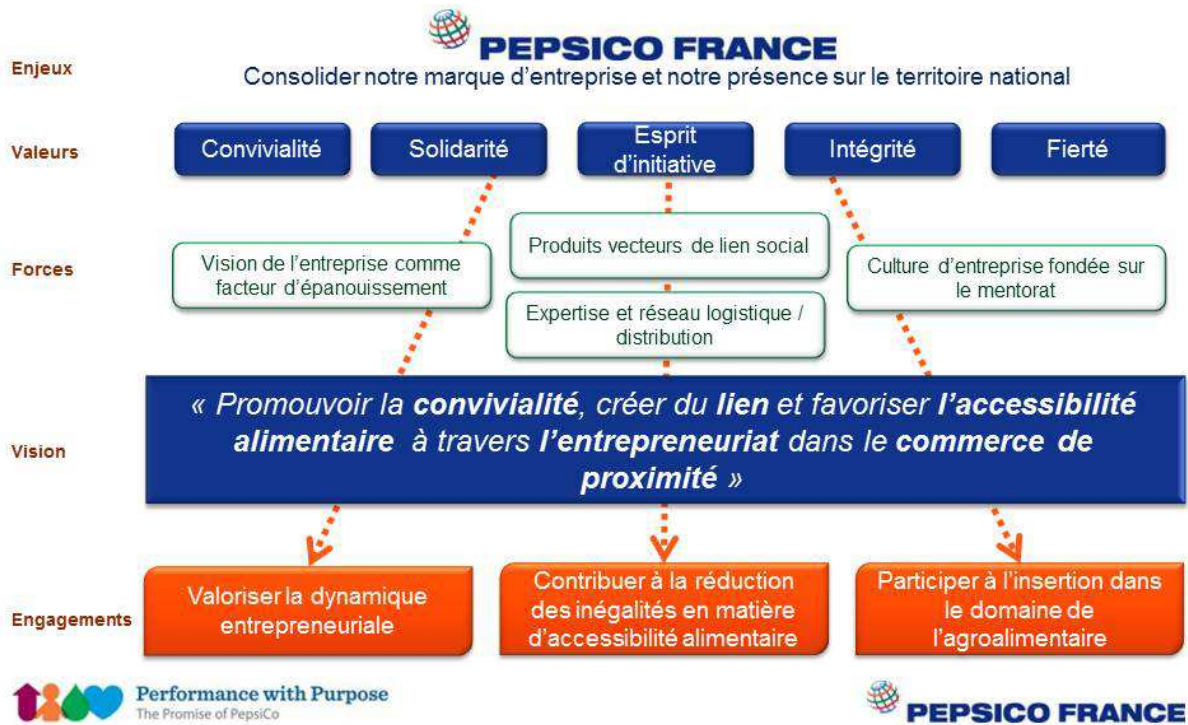 PEPSICO FRANCE
Enjeux
Consolider notre marque d'entreprise et notre présence sur le territoire national
Valeurs
Convivialité
Solidarité
Esprit
d'initiative
Intégrité
Fierté
Forces
Vision de l'entreprise comme
facteur d'épanouissement
Produits vecteurs de lien social
Expertise et réseau logistique /
distribution
Culture d'entreprise fondée sur
le mentorat
Vision
« Promouvoir la convivialité, créer du lien et favoriser l'accessibilité
alimentaire à travers l'entrepreneuriat dans le commerce de
proximité »
Engagements
Valoriser la dynamique
entrepreneuriale
Contribuer à la réduction
des inégalités en matière
d'accessibilité alimentaire
Participer à l'insertion dans
le domaine de
l'agroalimentaire
Performance with Purpose
The Promise of PepsiCo
PEPSICO FRANCE